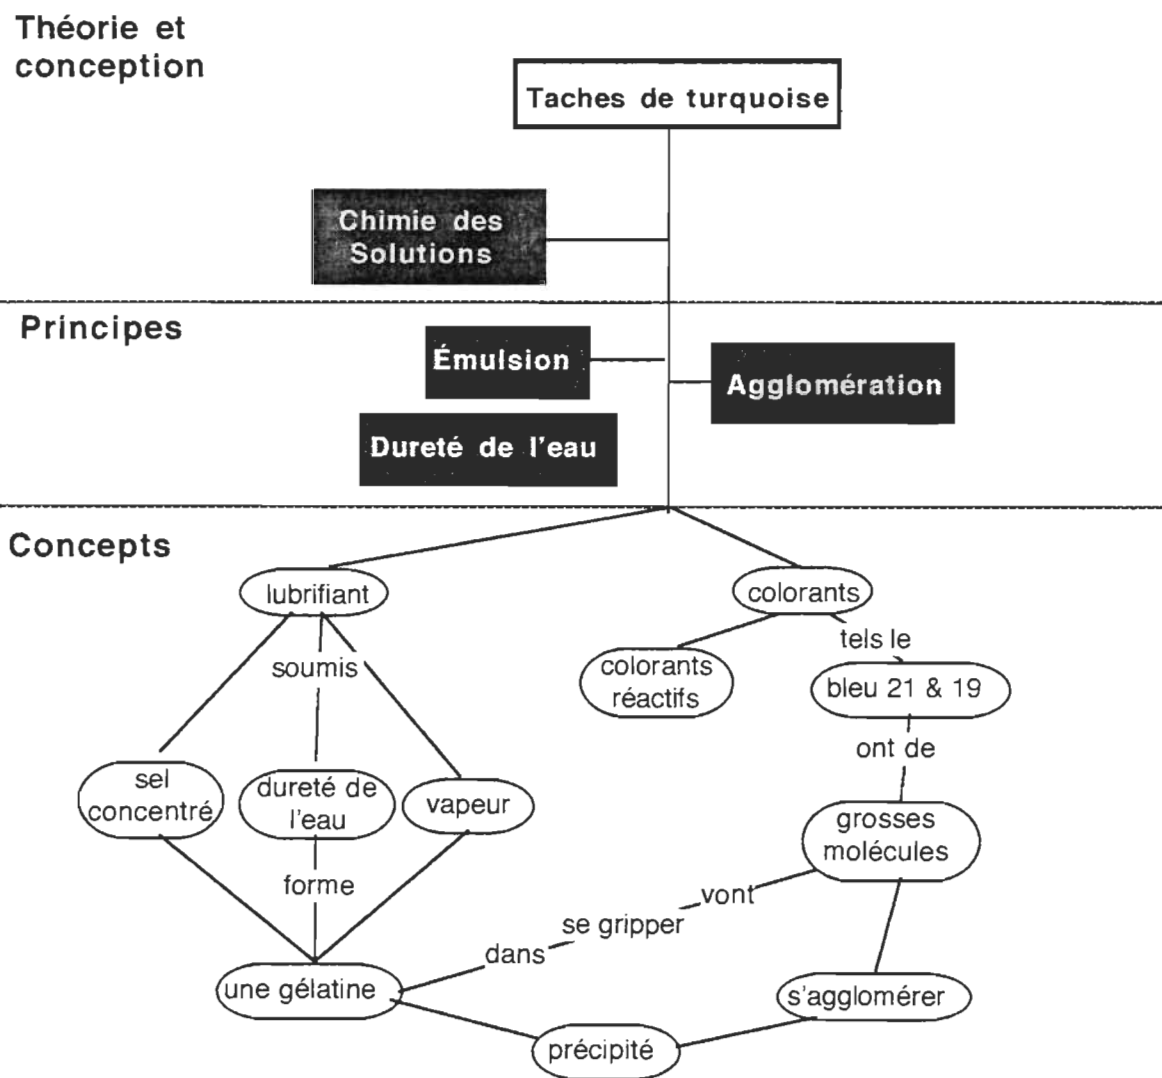 Théorie et
conception
Taches de turquoise
Chimie des
Solutions
Principes
Émulsion
Agglomération
Dureté de l'eau
Concepts
lubrifiant
colorants
tels le
soumis
colorants
réactifs
bleu 21 & 19
ont de
sel
concentré
dureté de
l'eau
vapeur
grosses
molécules
forme
vont
se gripper
dans
une gélatine
s'agglomérer
précipité